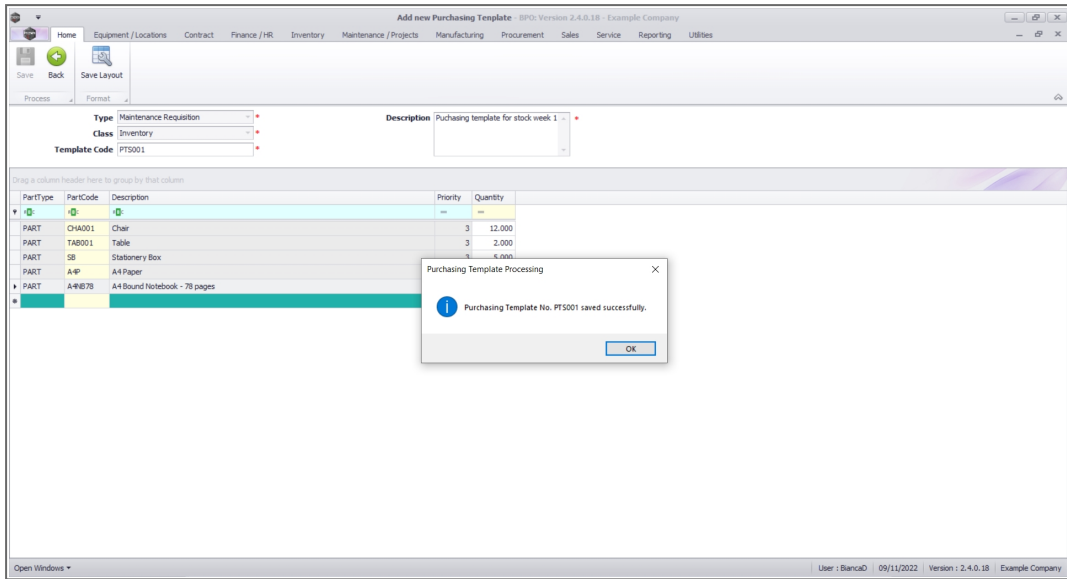 Add new Purchasing Template - BPO: Version 2.4.0.18 - Example Company
Home Equipment / Locations Contract Finance / HR Inventory Maintenance / Projects Manufacturing Procurement Sales Service Reporting Utilities
Save Back Save Layout
Process Format
Type Maintenance Requisition * Description Puchasing template for stock week 1 *
Class Inventory *
Template Code PTS001 *
Drag a column header here to group by that column
PartType PartCode Description Priority Quantity
PART CHA001 Chair 3 12.000
PART TAB001 Table 3 2.000
PART SB Stationery Box 3 5.000
PART A4P A4 Paper
PART A4NB78 A4 Bound Notebook - 78 pages
Purchasing Template Processing
Purchasing Template No. PTS001 saved successfully.
OK
Open Windows User : BiancaD 09/11/2022 Version : 2.4.0.18 Example Company